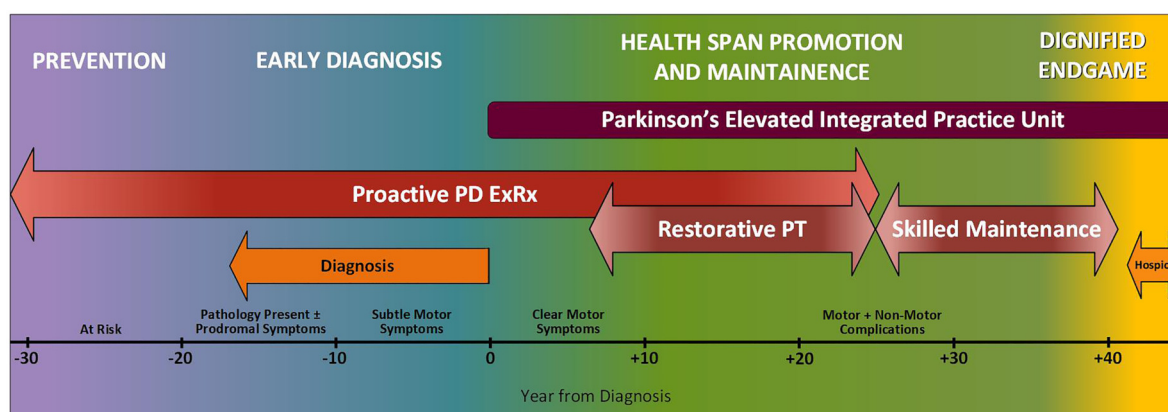 PREVENTION
EARLY DIAGNOSIS
HEALTH SPAN PROMOTION
AND MAINTAINENCE
DIGNIFIED
ENDGAME
Parkinson's Elevated Integrated Practice Unit
Proactive PD ExRx
Restorative PT
Skilled Maintenance
Diagnosis
Hospic
At Risk
Pathology Present ±
Prodromal Symptoms
Subtle Motor
Symptoms
Clear Motor
Symptoms
Motor + Non-Motor
Complications
-30
-20
-10
0
+10
+20
+30
+40
Year from Diagnosis